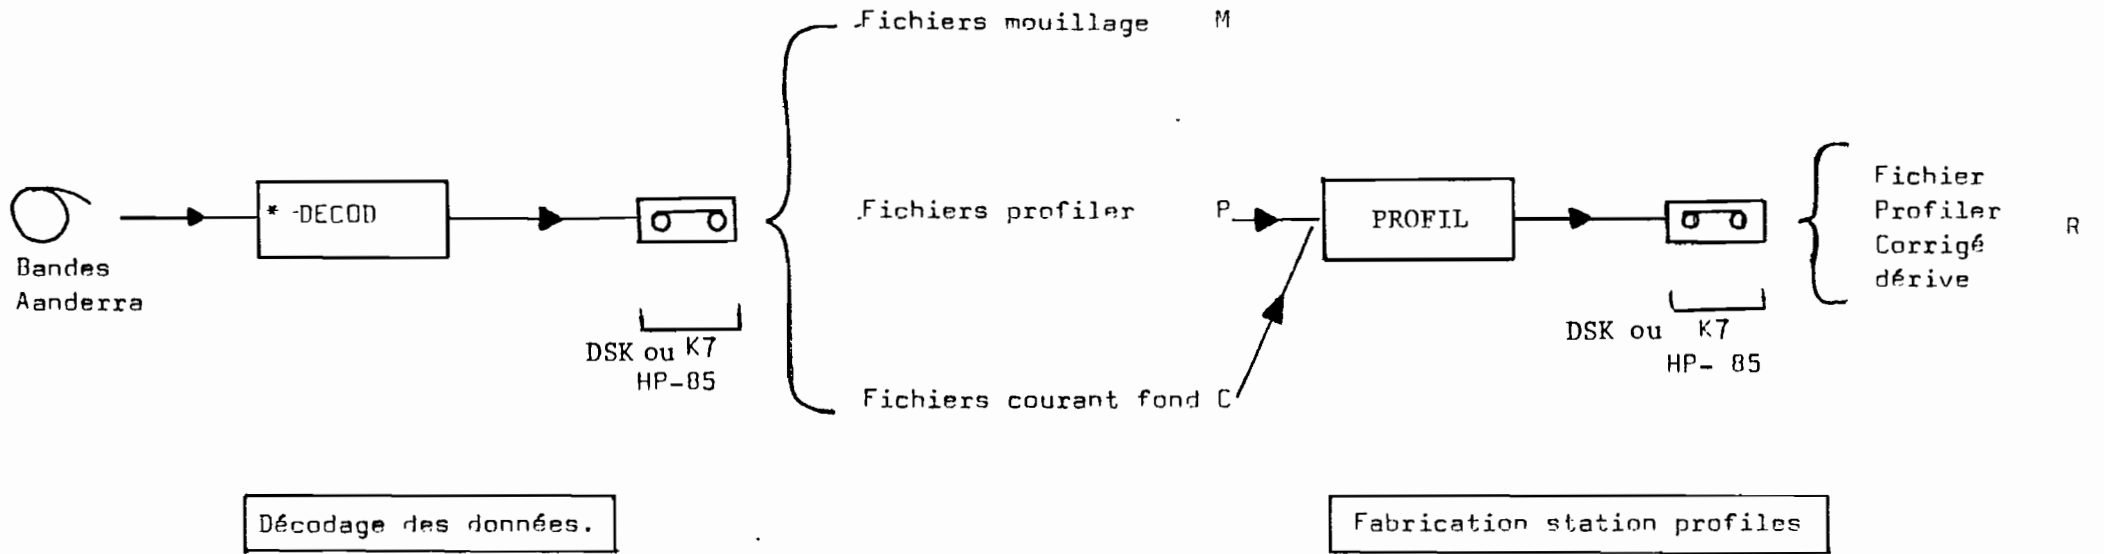 Fichiers mouillage M
* -DECOD
Bandes
Aanderra
DSK ou K7
HP-85
Fichiers profiler P
Fichiers courant fond C
PROFIL
DSK ou K7
HP- 85
Fichier
Profiler
Corrigé
dérive
R
Décodage des données.
Fabrication station profiles